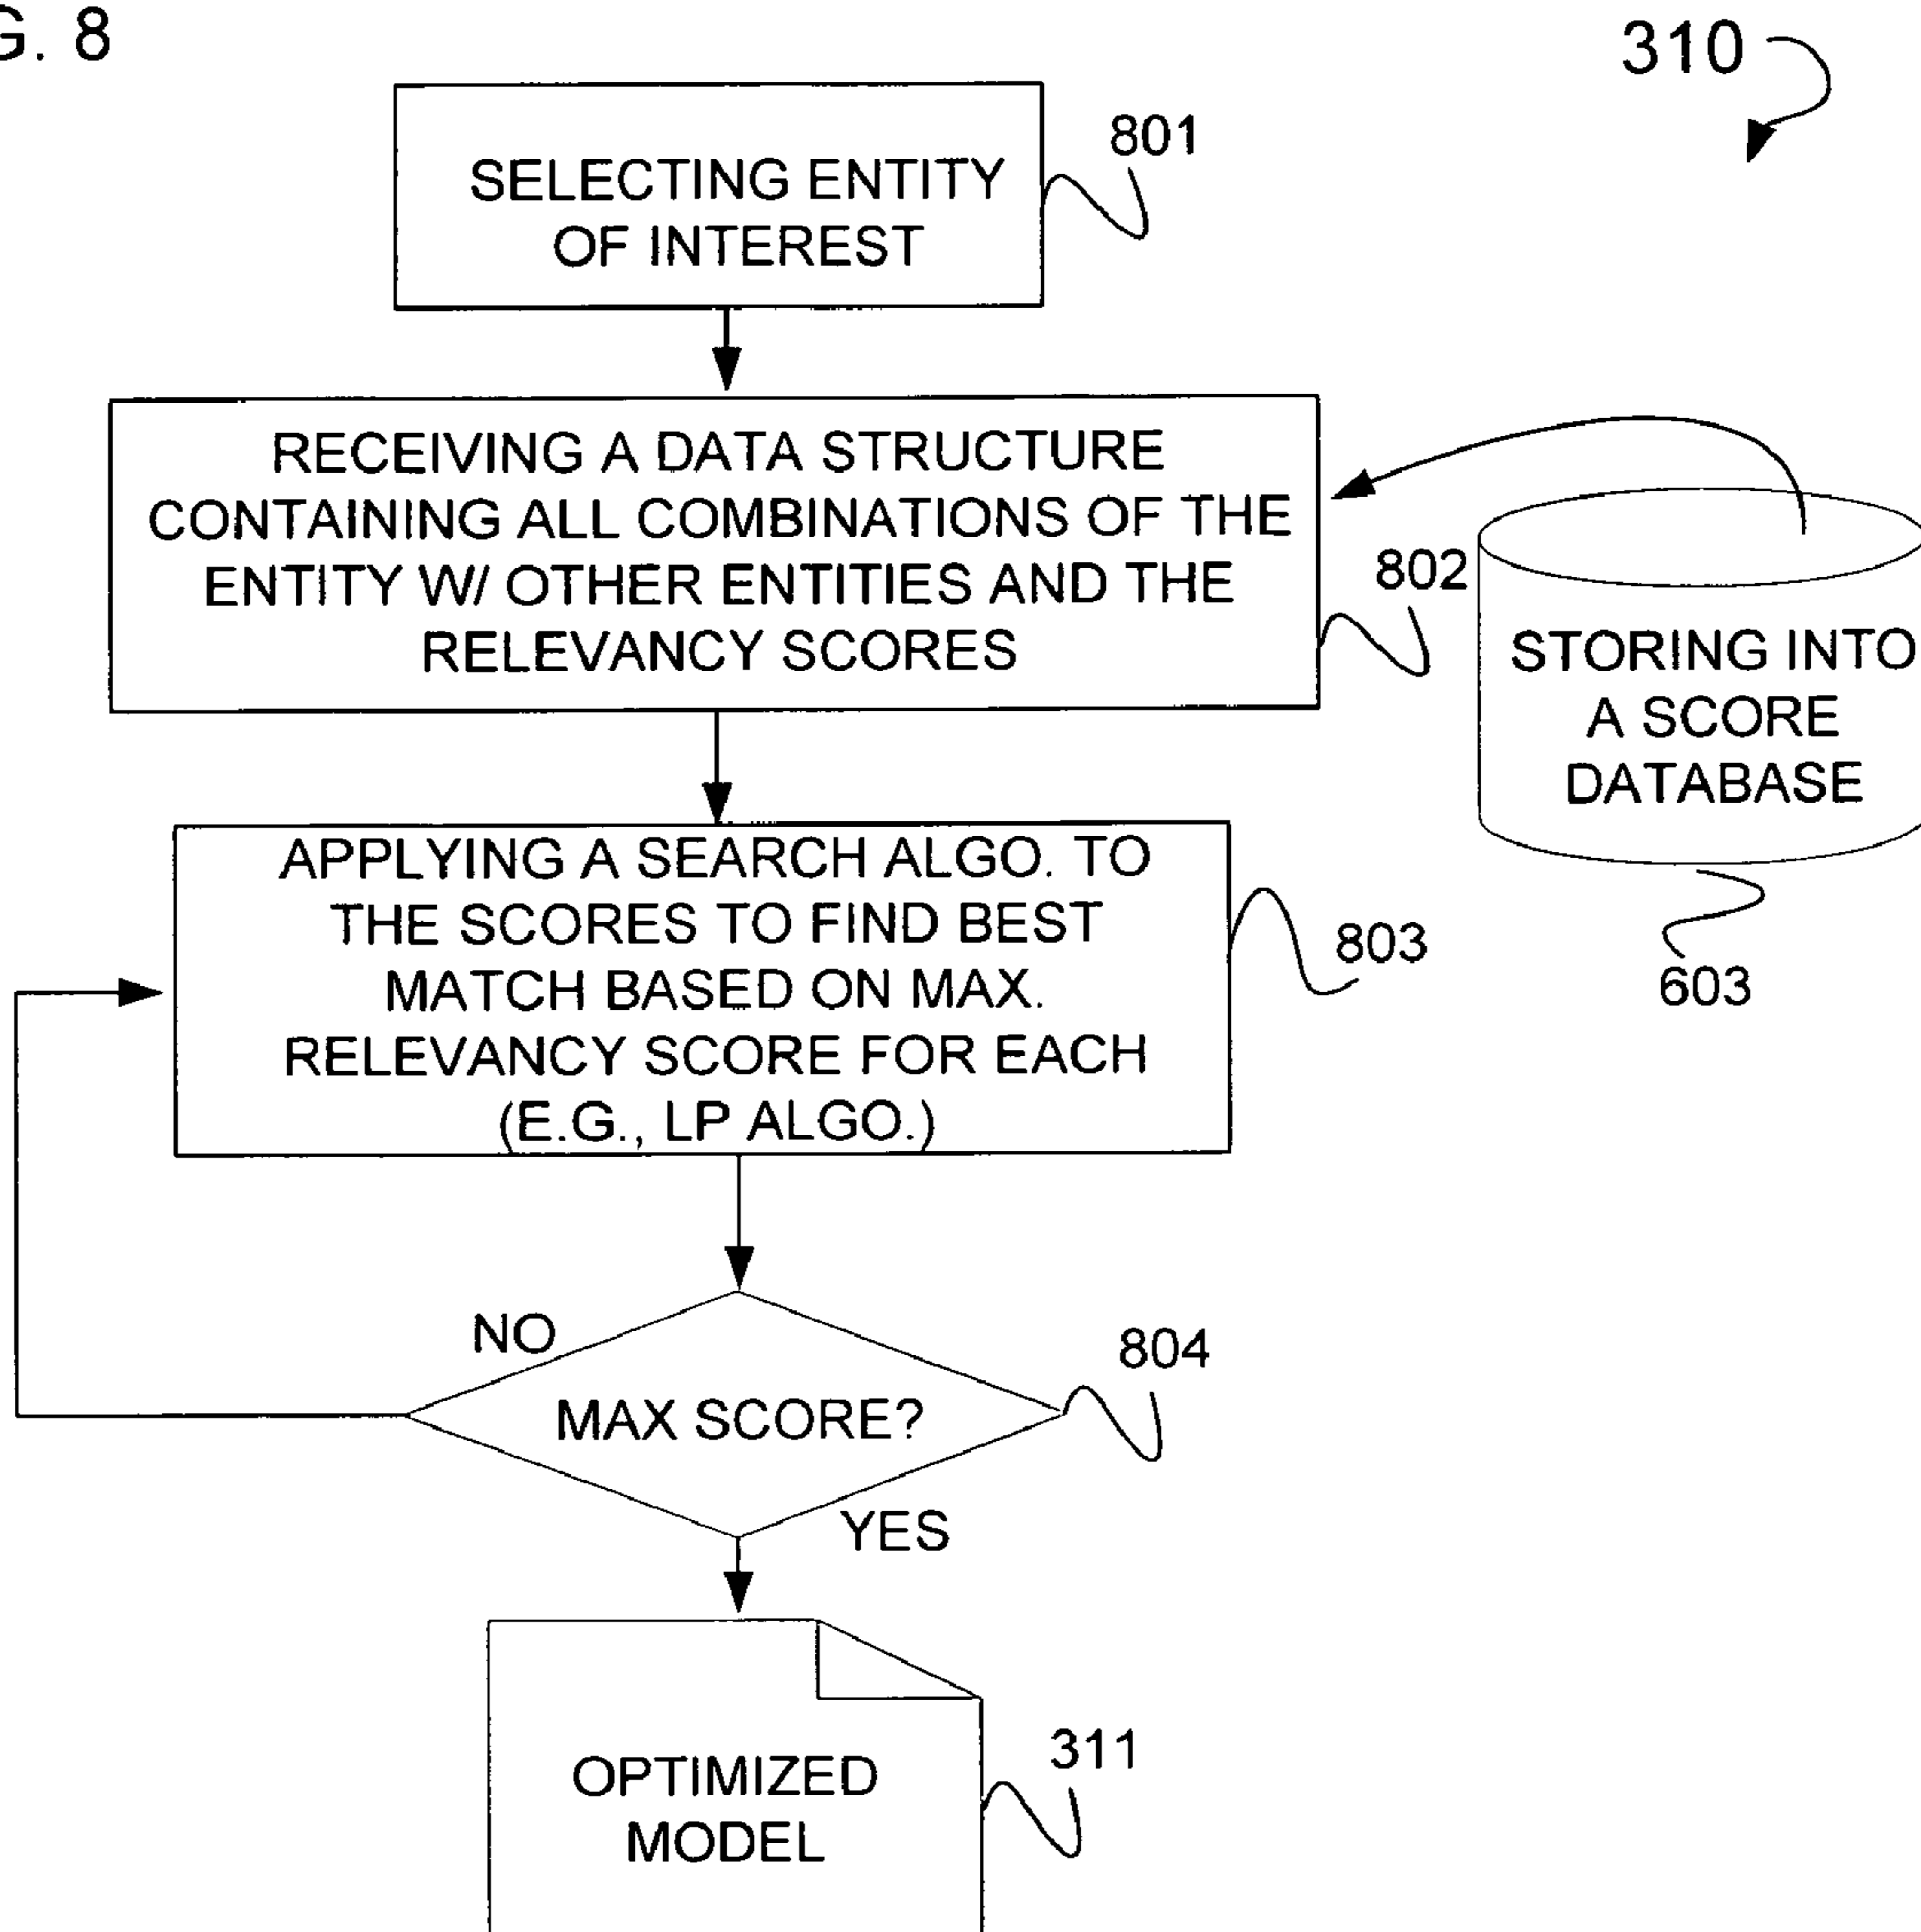 G. 8
310
801
SELECTING ENTITY
OF INTEREST
RECEIVING A DATA STRUCTURE
CONTAINING ALL COMBINATIONS OF THE
ENTITY W/ OTHER ENTITIES AND THE
RELEVANCY SCORES
802
STORING INTO
A SCORE
DATABASE
603
APPLYING A SEARCH ALGO. TO
THE SCORES TO FIND BEST
MATCH BASED ON MAX.
RELEVANCY SCORE FOR EACH
(E.G., LP ALGO.)
803
NO
MAX SCORE?
804
YES
OPTIMIZED
MODEL
311